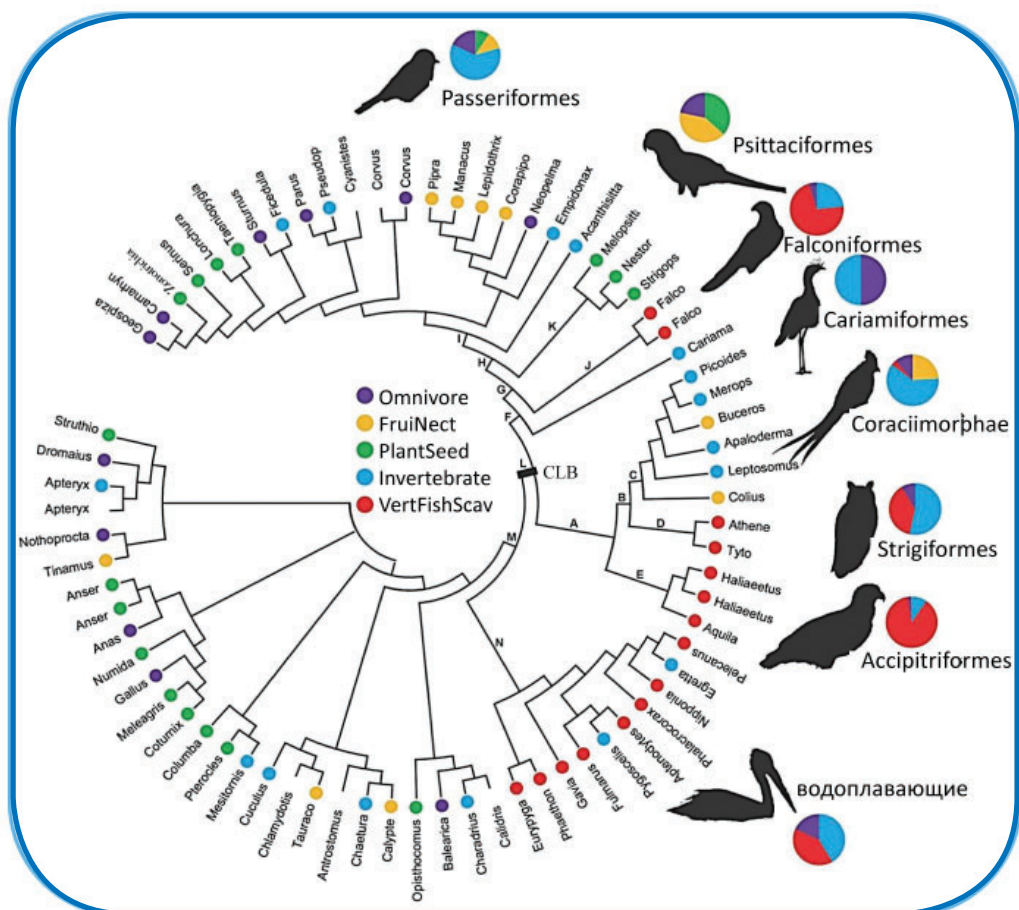 Passeriformes
Psittaciformes
Falconiformes
Cariamiformes
Coraciimorphae
Strigiformes
Accipitriformes
водоплавающие
Omnivore
FruiNect
PlantSeed
Invertebrate
VertFishScav
CLB
Geospiza
Camarhyn
Zonotrichix
Serinus
Lonchura
Taeniopygia
Sturnus
Ficedula
Parus
Pseudop
Cyanistes
Corvus
Corvus
Pipra
Manacus
Lepidothrix
Corapipo
Neopelma
Empidonax
Acanthisitta
Melopsitt
Nestor
Strigops
Falco
Falco
Cariama
Picoides
Merops
Buceros
Apaloderma
Leptosomus
Colius
Athene
Tyto
Haliaeetus
Haliaeetus
Aquila
Pelecanus
Egretta
Nipponia
Phalacrocorax
Aptenodytes
Pygoscelis
Fulmarus
Gavia
Phaethon
Eurypyga
Calidris
Charadrius
Balearica
Opisthocomus
Calypte
Chaetura
Antrostomus
Tauraco
Chlamydotis
Cuculus
Mesitornis
Pterocles
Columba
Coturnix
Meleagris
Gallus
Numida
Anas
Anser
Anser
Tinamus
Nothoprocta
Apteryx
Apteryx
Dromaius
Struthio
K
I
H
J
G
F
L
C
B
A
D
E
M
N